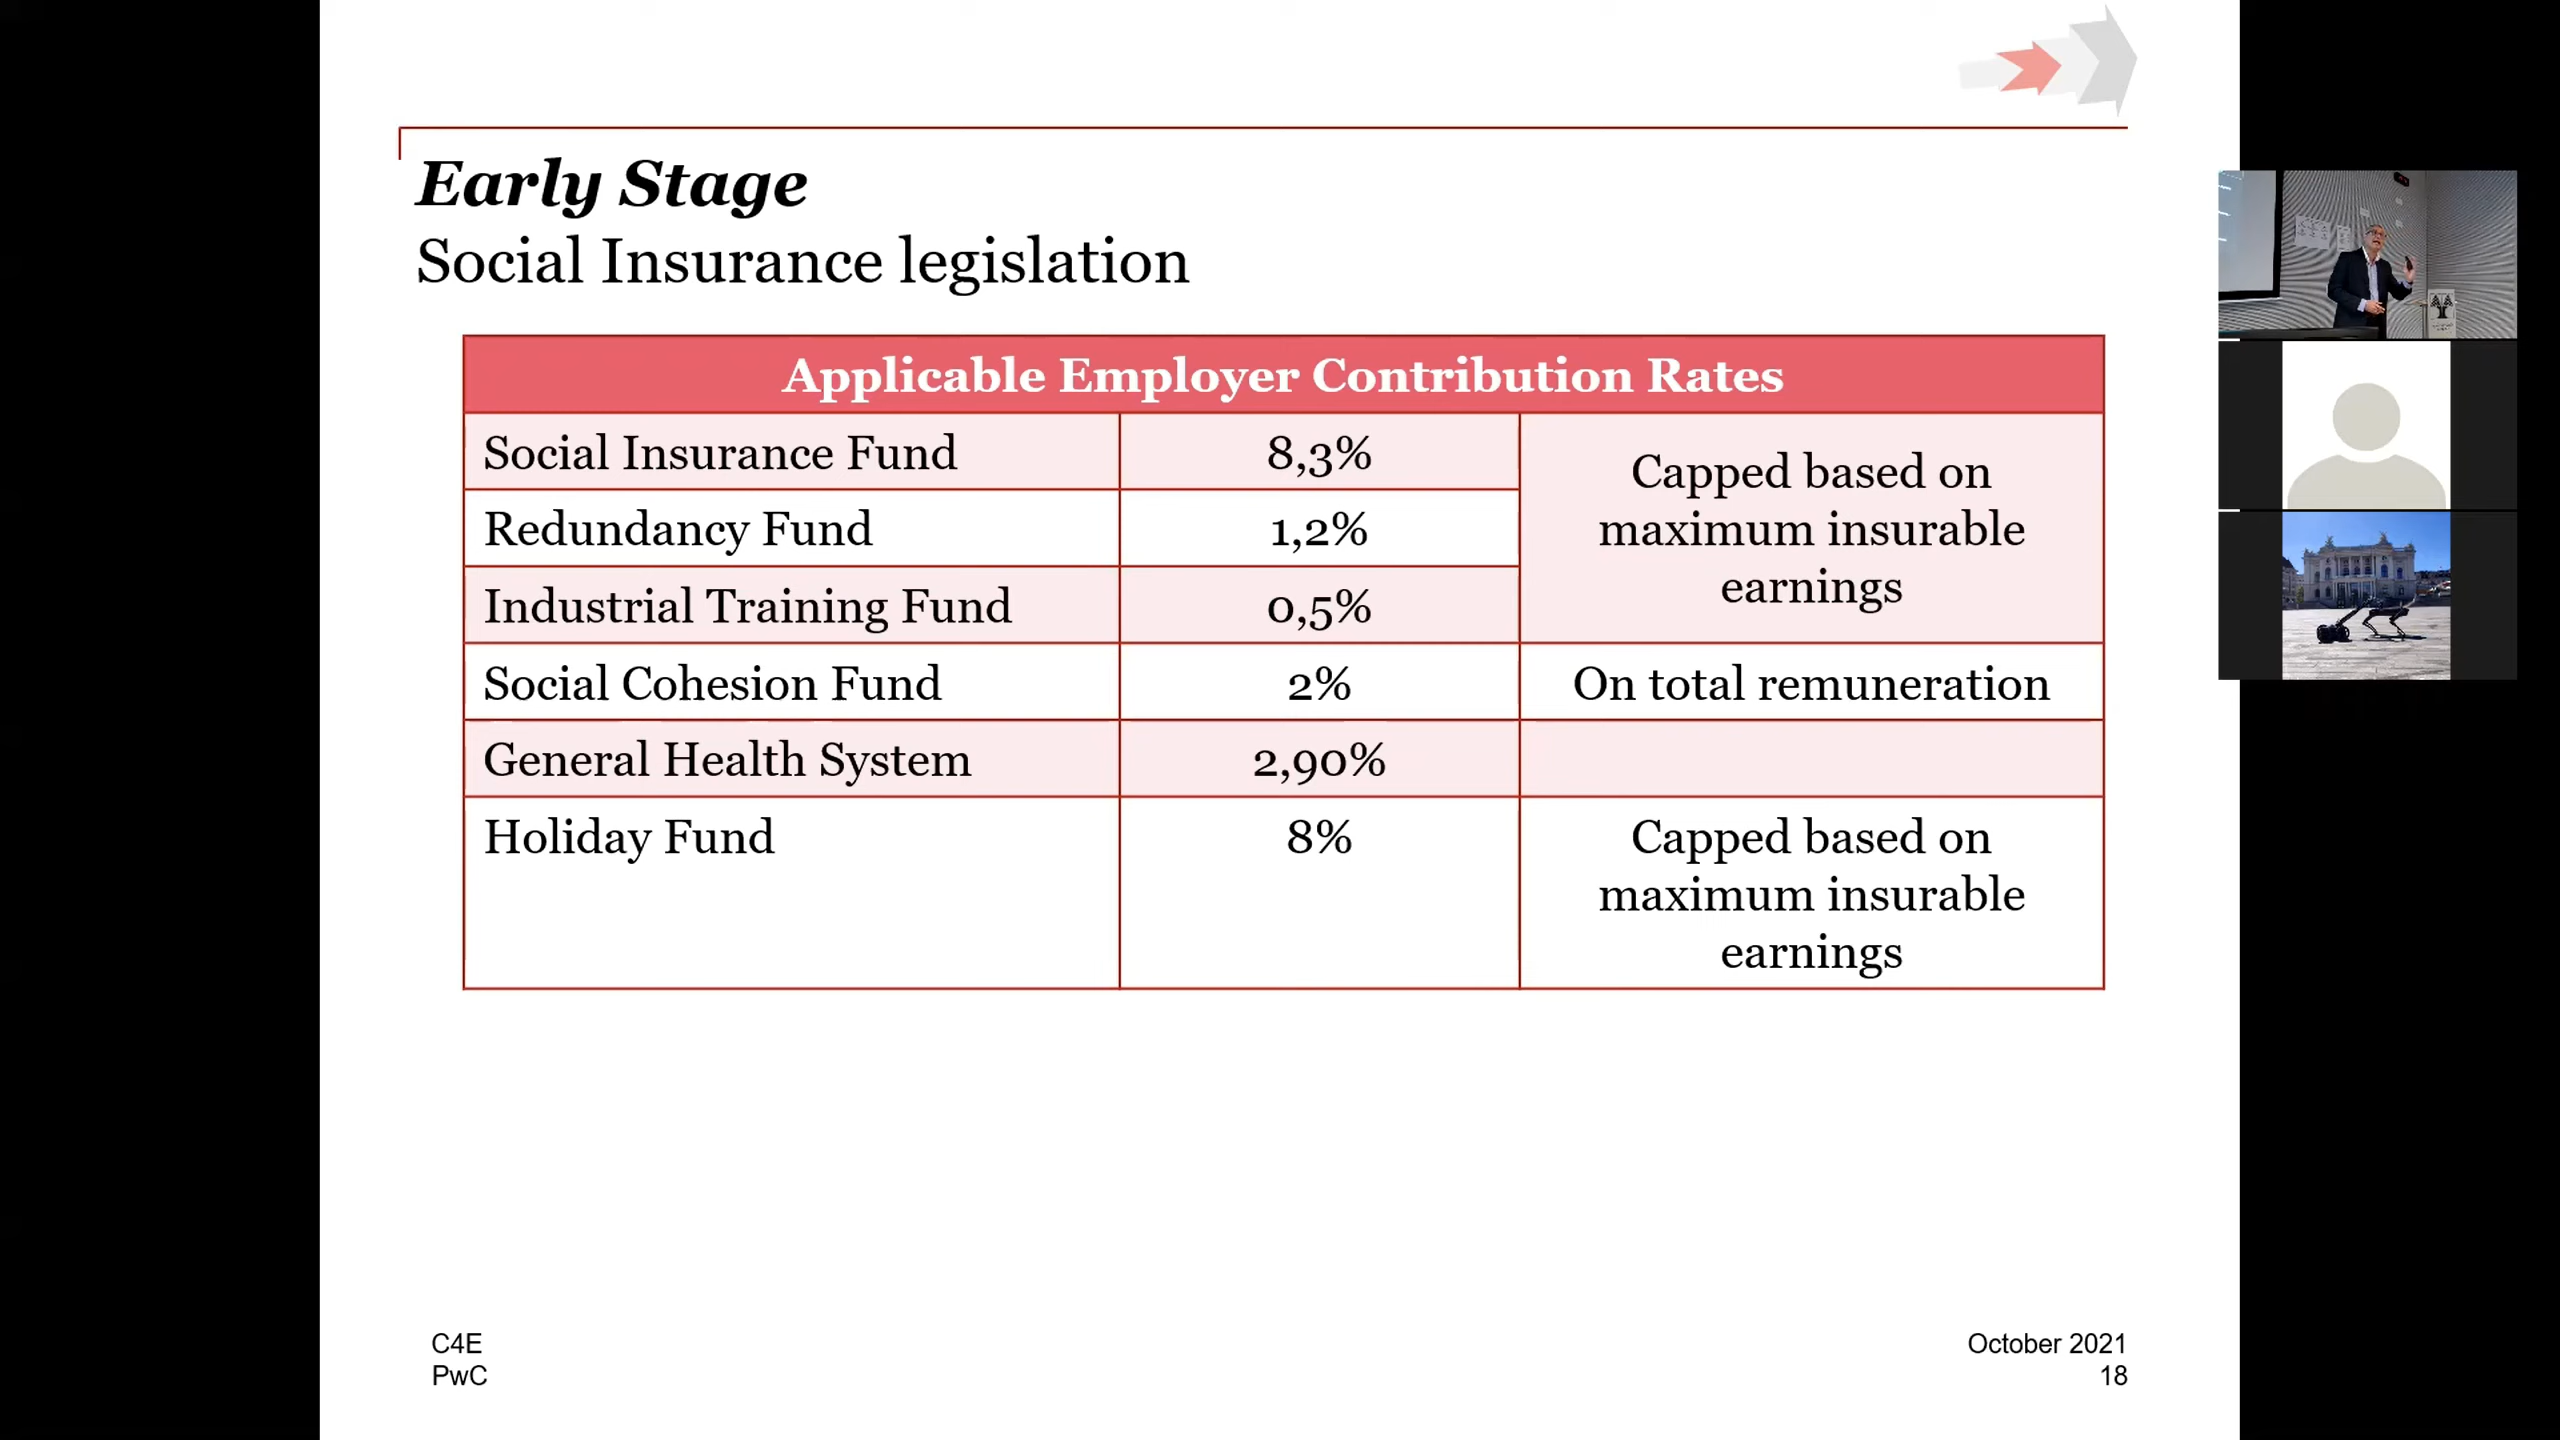 Early Stage
Social Insurance legislation
Applicable Employer Contribution Rates
Social Insurance Fund 8,3%
Capped based on
maximum insurable
earnings
Redundancy Fund 1,2%
Industrial Training Fund 0,5%
Social Cohesion Fund 2% On total remuneration
General Health System 2,90%
Holiday Fund 8% Capped based on
maximum insurable
earnings
C4E
PwC
October 2021
18